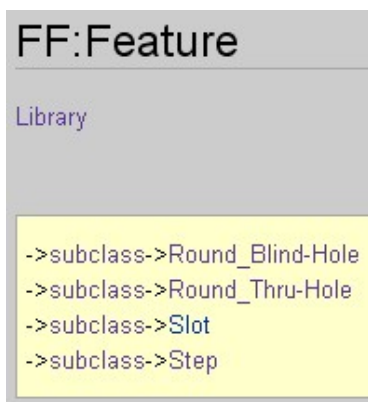 FF:Feature
Library
->subclass->Round_Blind-Hole
->subclass->Round_Thru-Hole
->subclass->Slot
->subclass->Step